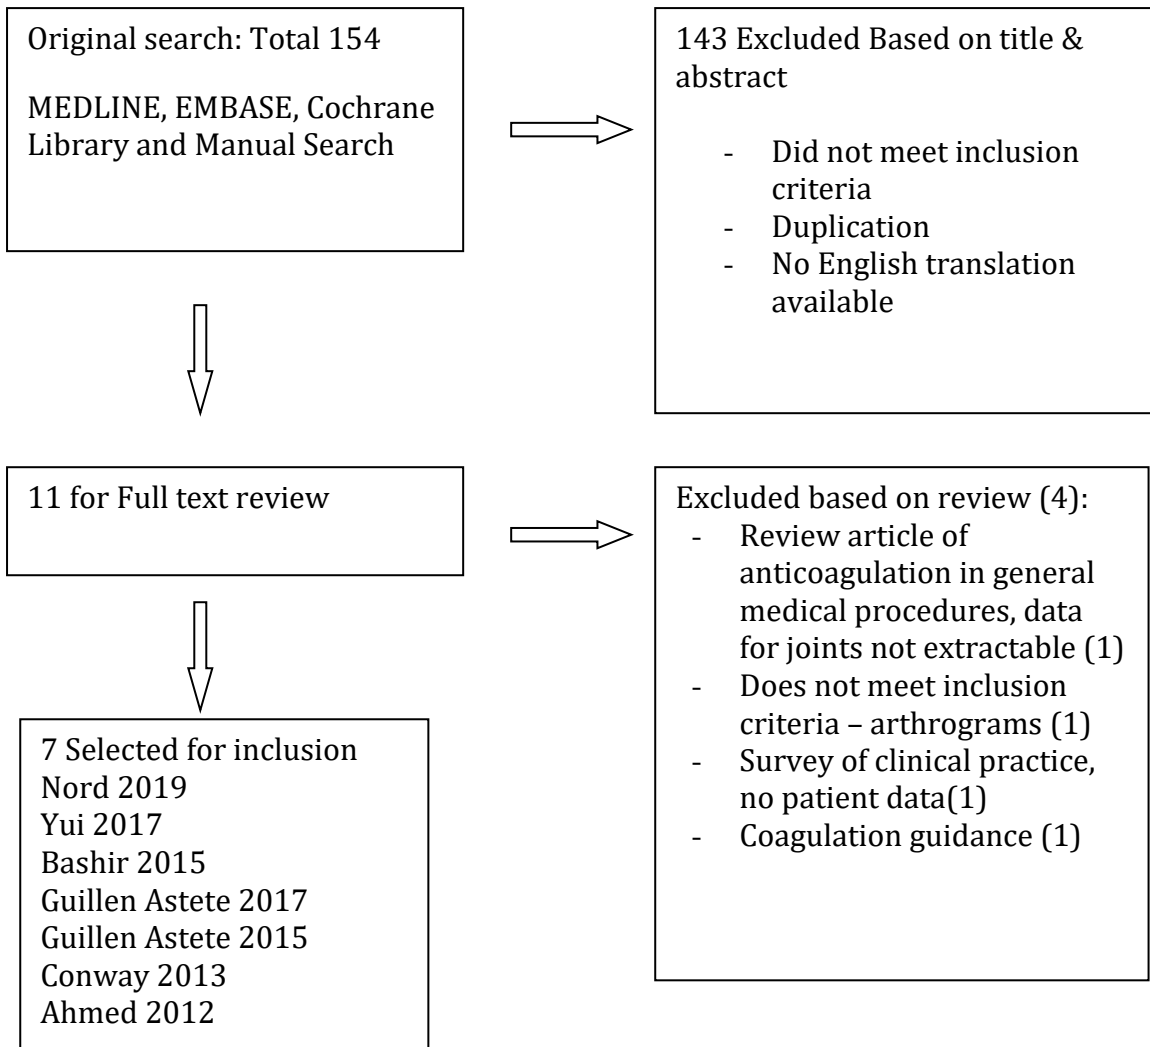 Original search: Total 154
MEDLINE, EMBASE, Cochrane
Library and Manual Search
143 Excluded Based on title &
abstract
- Did not meet inclusion
criteria
- Duplication
- No English translation
available
11 for Full text review
Excluded based on review (4):
- Review article of
anticoagulation in general
medical procedures, data
for joints not extractable (1)
- Does not meet inclusion
criteria – arthrograms (1)
- Survey of clinical practice,
no patient data(1)
- Coagulation guidance (1)
7 Selected for inclusion
Nord 2019
Yui 2017
Bashir 2015
Guillen Astete 2017
Guillen Astete 2015
Conway 2013
Ahmed 2012